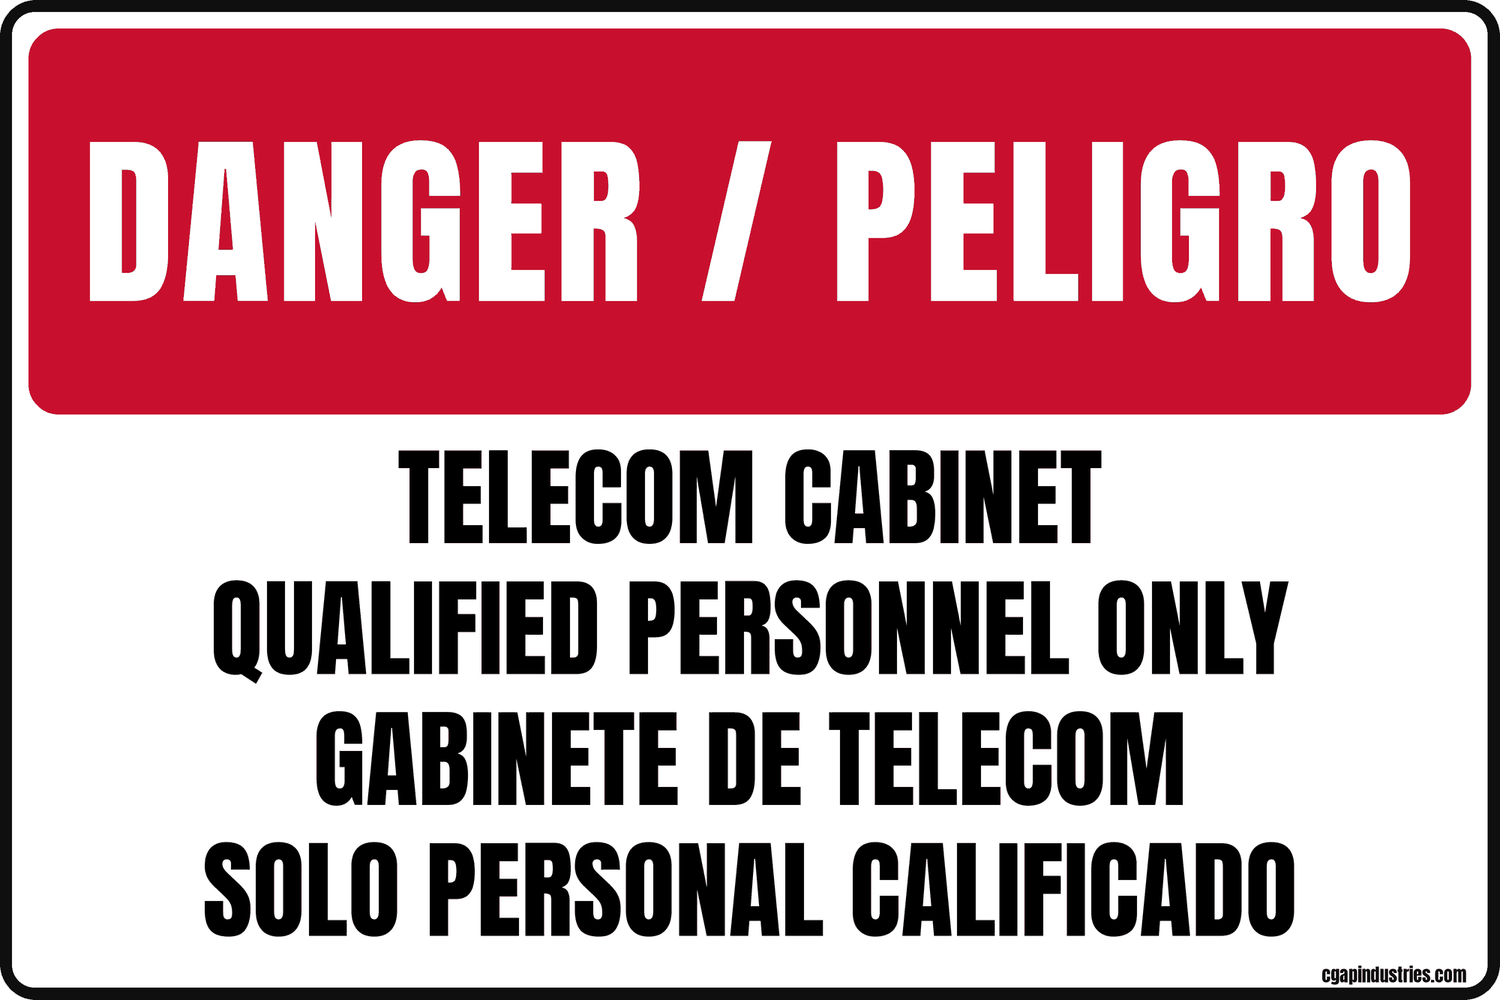 DANGER / PELIGRO
TELECOM CABINET
QUALIFIED PERSONNEL ONLY
GABINETE DE TELECOM
SOLO PERSONAL CALIFICADO
cgapindustries.com